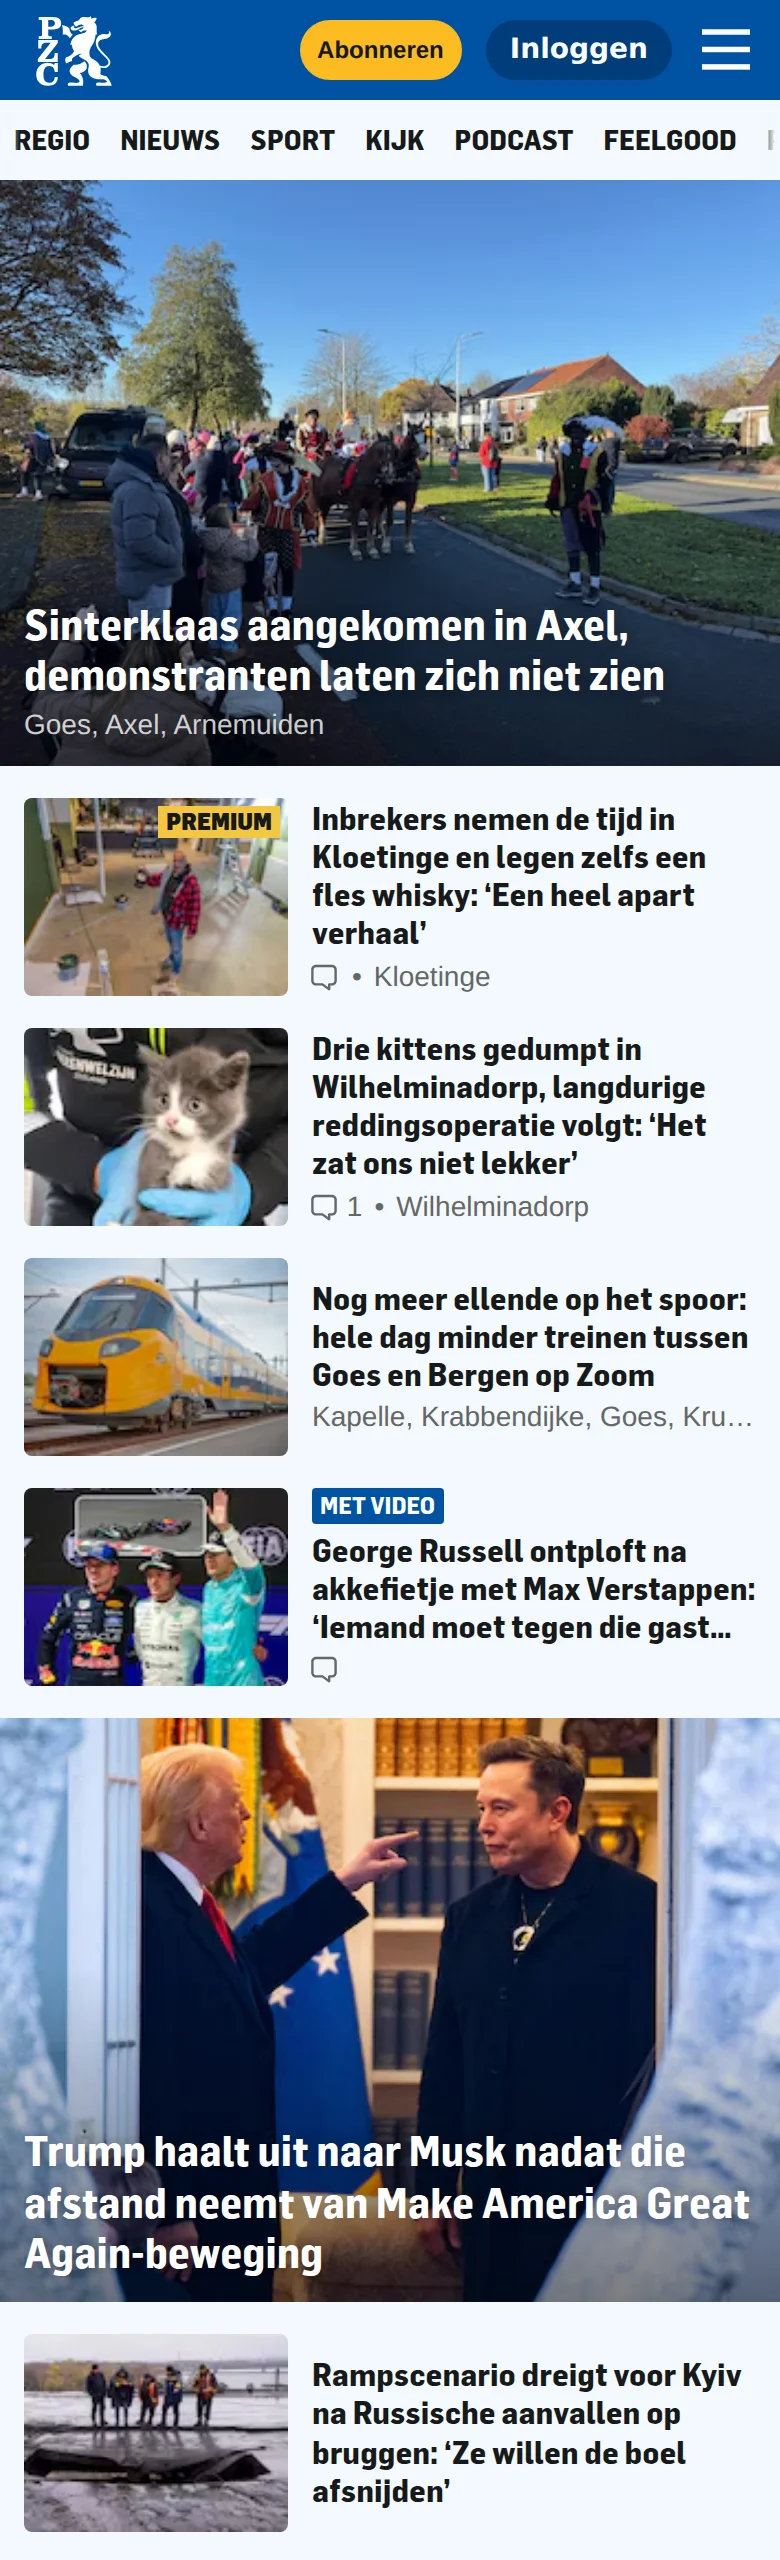 PZC
Abonneren
Inloggen
REGIO NIEUWS SPORT KIJK PODCAST FEELGOOD
Sinterklaas aangekomen in Axel,
demonstranten laten zich niet zien
Goes, Axel, Arnemuiden
PREMIUM
Inbrekers nemen de tijd in
Kloetinge en legen zelfs een
fles whisky: ‘Een heel apart
verhaal’
• Kloetinge
Drie kittens gedumpt in
Wilhelminadorp, langdurige
reddingsoperatie volgt: ‘Het
zat ons niet lekker’
1 • Wilhelminadorp
Nog meer ellende op het spoor:
hele dag minder treinen tussen
Goes en Bergen op Zoom
Kapelle, Krabbendijke, Goes, Kru…
MET VIDEO
George Russell ontploft na
akkefietje met Max Verstappen:
‘Iemand moet tegen die gast…
Trump haalt uit naar Musk nadat die
afstand neemt van Make America Great
Again-beweging
Rampscenario dreigt voor Kyiv
na Russische aanvallen op
bruggen: ‘Ze willen de boel
afsnijden’